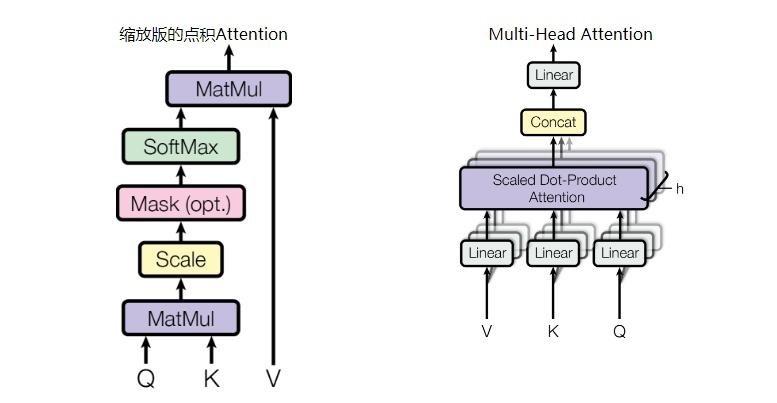 缩放版的点积Attention
MatMul
SoftMax
Mask (opt.)
Scale
MatMul
Q K V
Multi-Head Attention
Linear
Concat
Scaled Dot-Product
Attention
h
Linear Linear Linear
V K Q